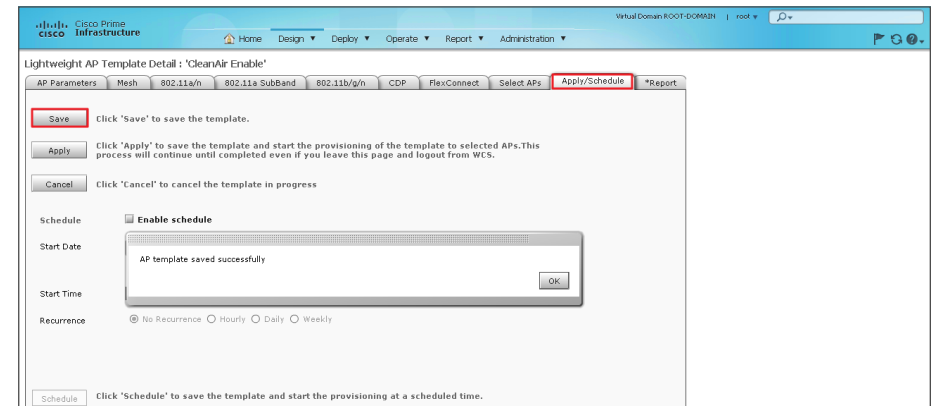 Virtual Domain ROOT-DOMAIN | root
Cisco Prime
CISCO Infrastructure
Home Design Deploy Operate Report Administration
Lightweight AP Template Detail : 'CleanAir Enable'
AP Parameters Mesh 802.11a/n 802.11a SubBand 802.11b/g/n CDP FlexConnect Select APs Apply/Schedule *Report
Save Click 'Save' to save the template.
Apply Click 'Apply' to save the template and start the provisioning of the template to selected APs.This
process will continue until completed even if you leave this page and logout from WCS.
Cancel Click 'Cancel' to cancel the template in progress
Schedule Enable schedule
Start Date
AP template saved successfully
OK
Start Time
Recurrence No Recurrence Hourly Daily Weekly
Schedule Click 'Schedule' to save the template and start the provisioning at a scheduled time.